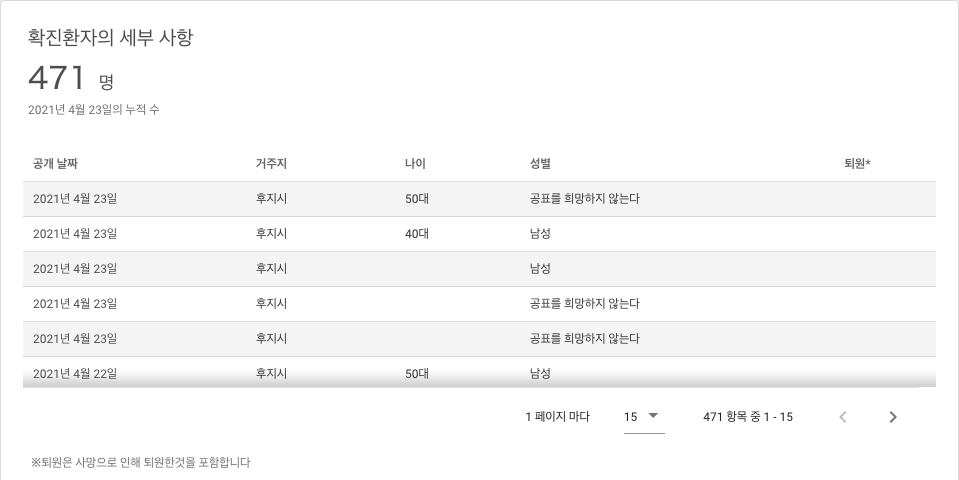 확진환자의 세부 사항
471 명
2021년 4월 23일의 누적 수
공개 날짜 거주지 나이 성별 퇴원*
2021년 4월 23일 후지시 50대 공표를 희망하지 않는다
2021년 4월 23일 후지시 40대 남성
2021년 4월 23일 후지시 남성
2021년 4월 23일 후지시 공표를 희망하지 않는다
2021년 4월 23일 후지시 공표를 희망하지 않는다
2021년 4월 22일 후지시 50대 남성
1 페이지 마다 15 471 항목 중 1 - 15
※퇴원은 사망으로 인해 퇴원한것을 포함합니다